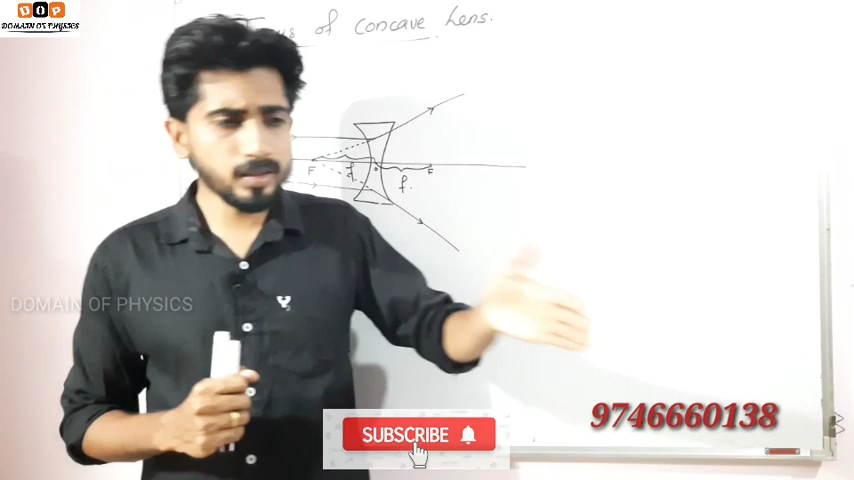 DOP
DOMAIN OF PHYSICS
of concave Lens.
F
f
f.
F
DOMAIN OF PHYSICS
9746660138
SUBSCRIBE